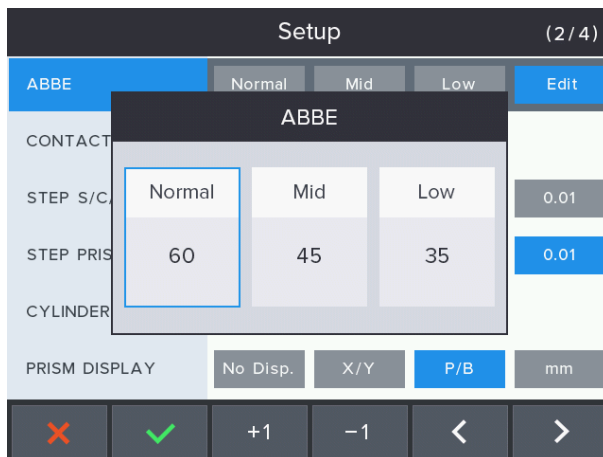 Setup (2/4)
ABBE Normal Mid Low Edit
ABBE
CONTACT
Normal Mid Low
STEP S/C/ 0.01
60 45 35
STEP PRIS 0.01
CYLINDER
PRISM DISPLAY No Disp. X/Y P/B mm
+1 −1 < >